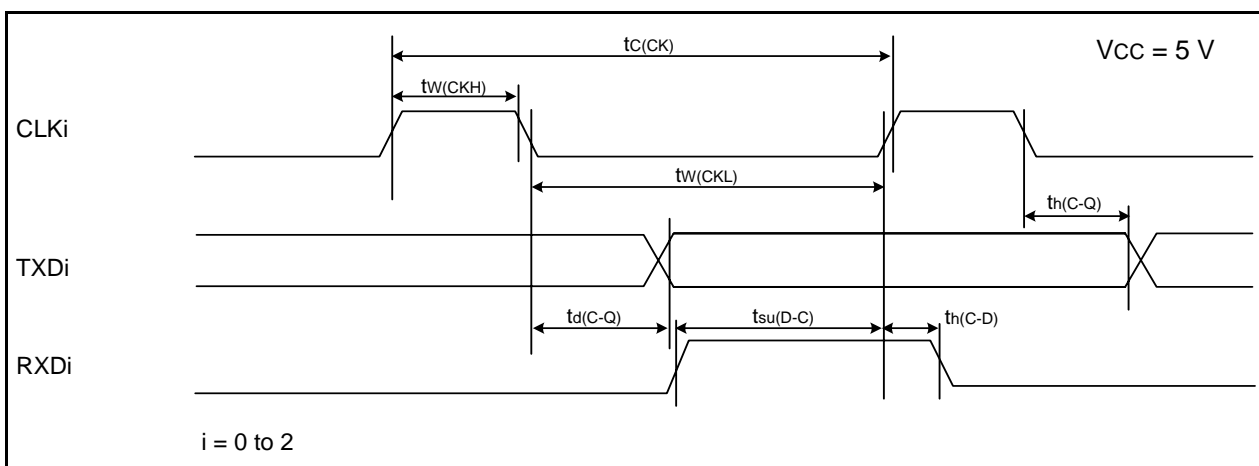 tC(CK)
VCC = 5 V
tW(CKH)
CLKi
tW(CKL)
th(C-Q)
TXDi
td(C-Q)
tsu(D-C)
th(C-D)
RXDi
i = 0 to 2